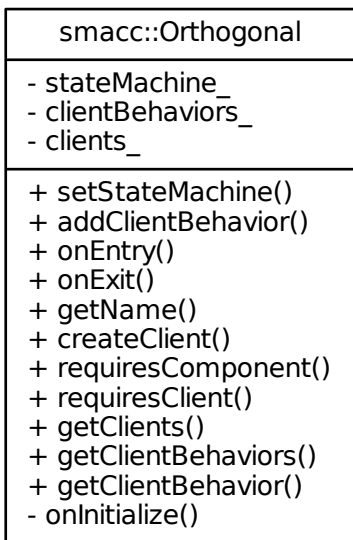 smacc::Orthogonal
- stateMachine_
- clientBehaviors_
- clients_
+ setStateMachine()
+ addClientBehavior()
+ onEntry()
+ onExit()
+ getName()
+ createClient()
+ requiresComponent()
+ requiresClient()
+ getClients()
+ getClientBehaviors()
+ getClientBehavior()
- onInitialize()